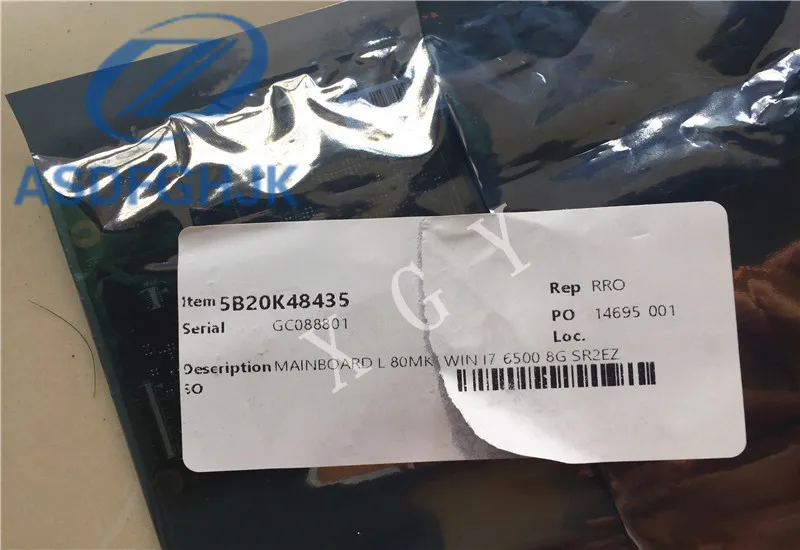 ASDFGHJK
Item 5B20K48435
Serial GC088801
Rep RRO
PO 14695 001
Loc.
Description MAINBOARD L 80MK WIN I7 6500 8G SR2EZ
SO
X G Y